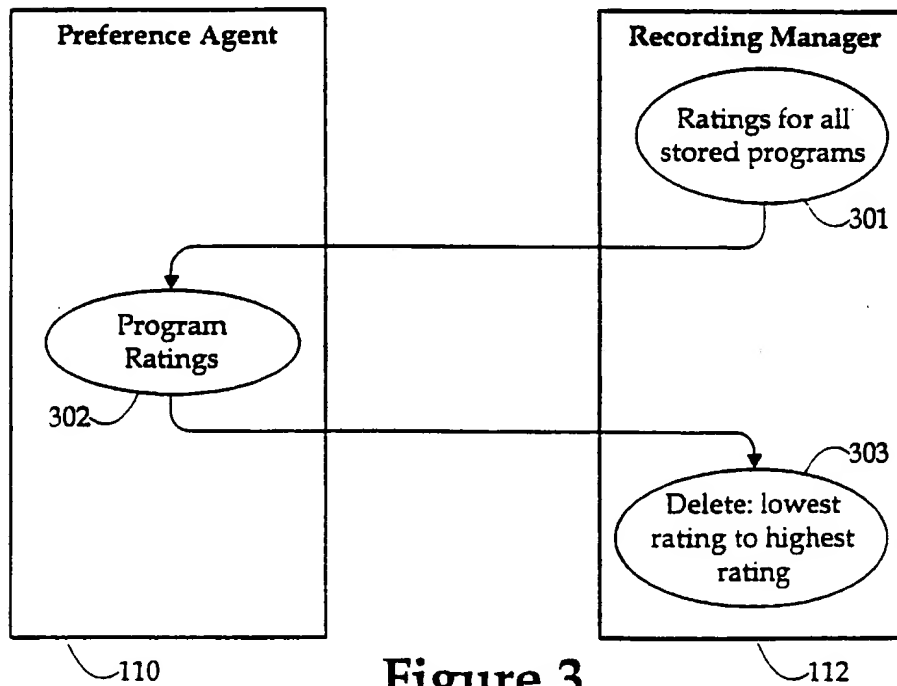 Preference Agent
Recording Manager
Ratings for all
stored programs
301
Program
Ratings
302
303
Delete: lowest
rating to highest
rating
110
Figure 3
112